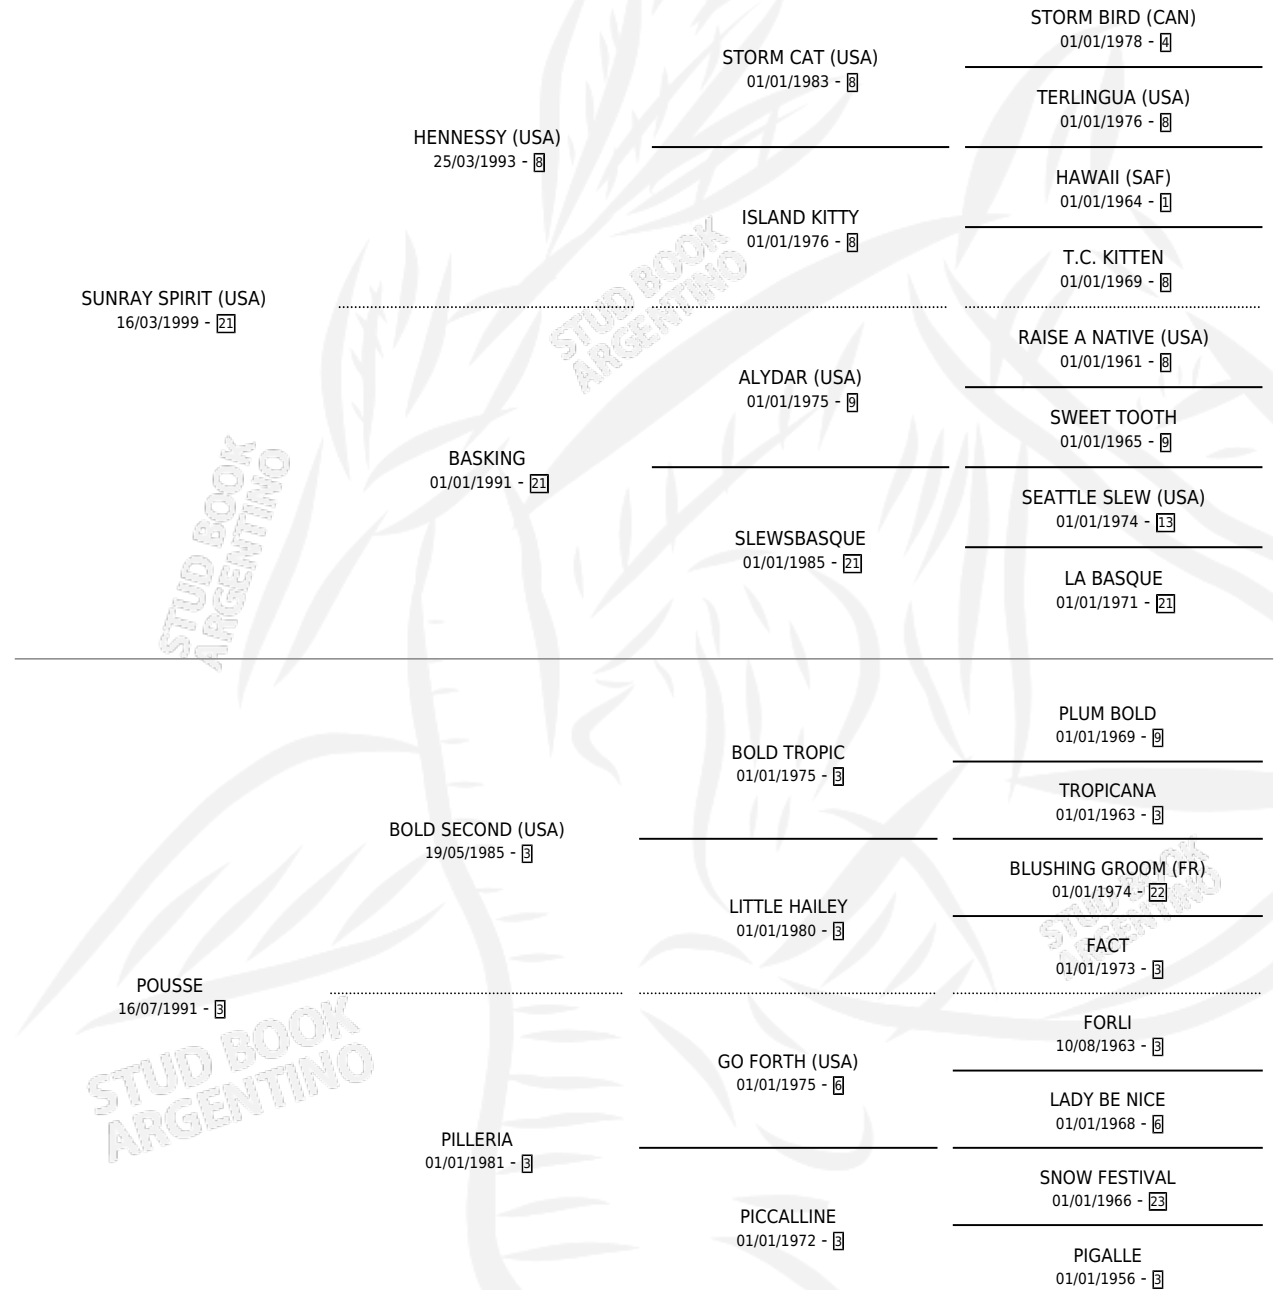 STORM BIRD (CAN)
01/01/1978 - 4
STORM CAT (USA)
01/01/1983 - 8
TERLINGUA (USA)
01/01/1976 - 8
HENNESSY (USA)
25/03/1993 - 8
HAWAII (SAF)
01/01/1964 - 1
ISLAND KITTY
01/01/1976 - 8
T.C. KITTEN
01/01/1969 - 8
SUNRAY SPIRIT (USA)
16/03/1999 - 21
RAISE A NATIVE (USA)
01/01/1961 - 8
ALYDAR (USA)
01/01/1975 - 9
SWEET TOOTH
01/01/1965 - 9
BASKING
01/01/1991 - 21
SEATTLE SLEW (USA)
01/01/1974 - 13
SLEWSBASQUE
01/01/1985 - 21
LA BASQUE
01/01/1971 - 21
PLUM BOLD
01/01/1969 - 9
BOLD TROPIC
01/01/1975 - 3
TROPICANA
01/01/1963 - 3
BOLD SECOND (USA)
19/05/1985 - 3
BLUSHING GROOM (FR)
01/01/1974 - 22
LITTLE HAILEY
01/01/1980 - 3
FACT
01/01/1973 - 3
POUSSE
16/07/1991 - 3
FORLI
10/08/1963 - 3
GO FORTH (USA)
01/01/1975 - 6
LADY BE NICE
01/01/1968 - 6
PILLERIA
01/01/1981 - 3
SNOW FESTIVAL
01/01/1966 - 23
PICCALLINE
01/01/1972 - 3
PIGALLE
01/01/1956 - 3
STUD BOOK
ARGENTINO
STUD BOOK
ARGENTINO
STUD BOOK
ARGENTINO
STUD BOOK
ARGENTINO